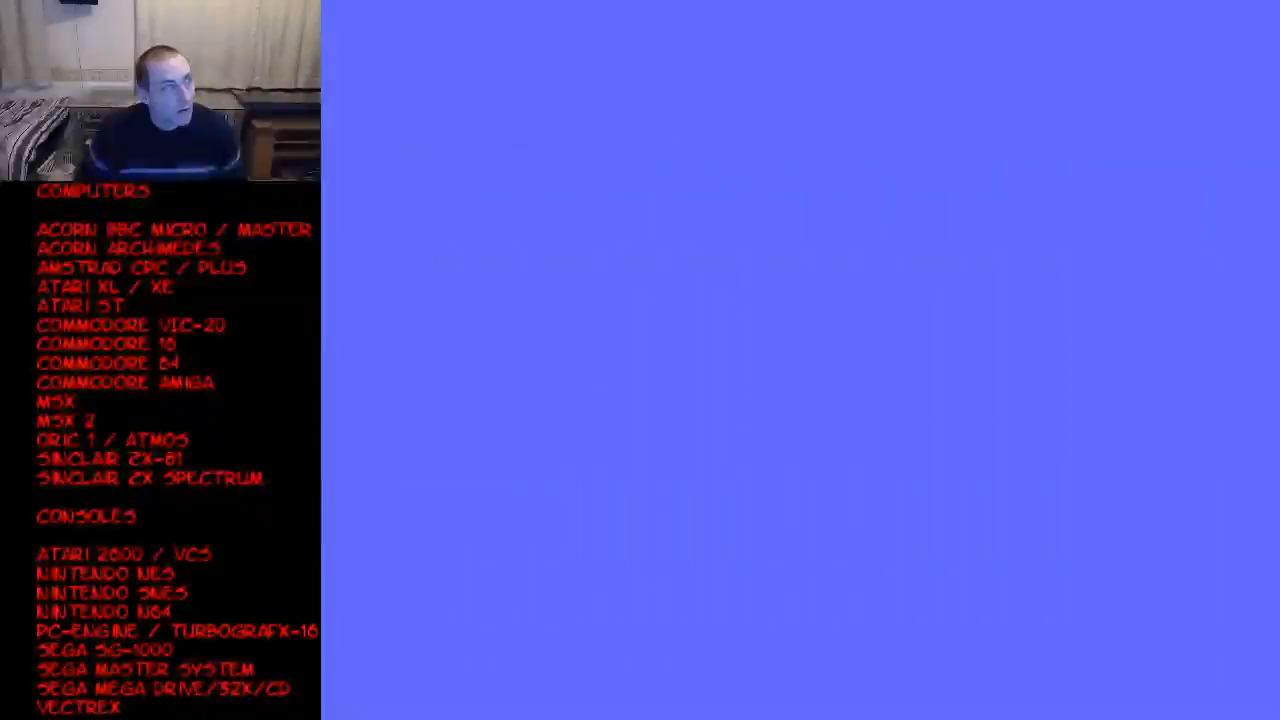 COMPUTERS
ACORN BBC MICRO / MASTER
ACORN ARCHIMEDES
AMSTRAD CPC / PLUS
ATARI XL / XE
ATARI ST
COMMODORE VIC-20
COMMODORE 16
COMMODORE 64
COMMODORE AMIGA
MSX
MSX 2
ORIC 1 / ATMOS
SINCLAIR ZX-81
SINCLAIR ZX SPECTRUM
CONSOLES
ATARI 2600 / VCS
NINTENDO NES
NINTENDO SNES
NINTENDO N64
PC-ENGINE / TURBOGRAFX-16
SEGA SG-1000
SEGA MASTER SYSTEM
SEGA MEGA DRIVE/32X/CD
VECTREX